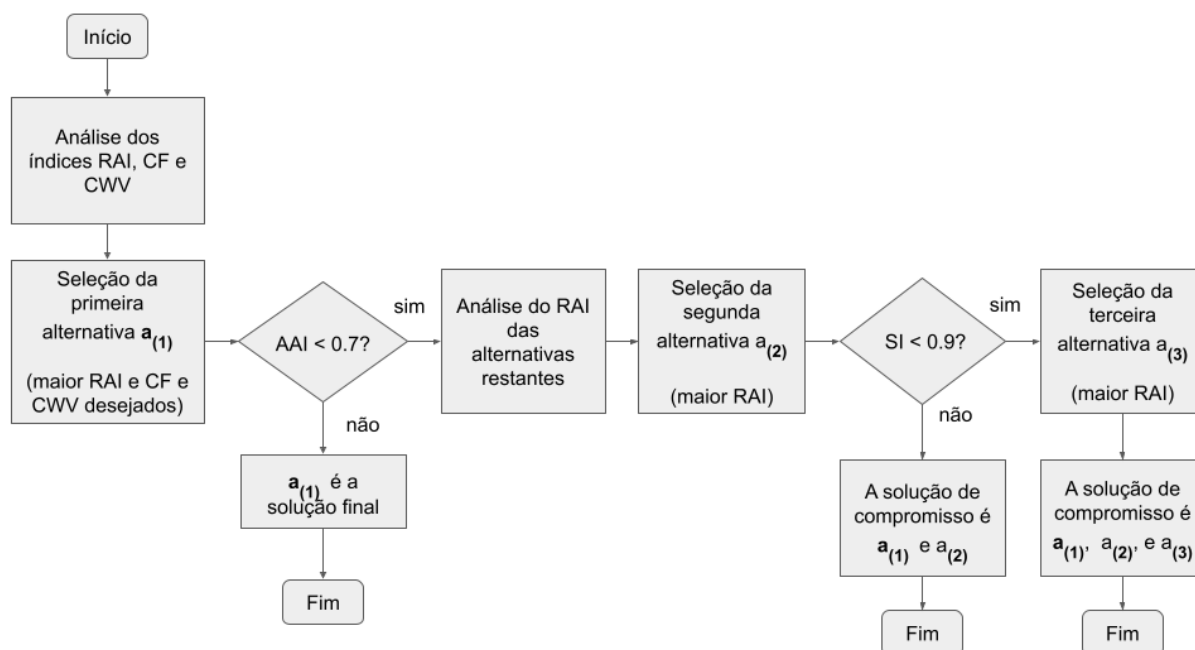 Início
Análise dos
índices RAI, CF e
CWV
Seleção da
primeira
alternativa a(1)
(maior RAI e CF e
CWV desejados)
AAI < 0.7?
sim
não
a(1) é a
solução final
Fim
Análise do RAI
das
alternativas
restantes
Seleção da
segunda
alternativa a(2)
(maior RAI)
SI < 0.9?
sim
não
A solução de
compromisso é
a(1) e a(2)
Fim
Seleção da
terceira
alternativa a(3)
(maior RAI)
A solução de
compromisso é
a(1), a(2), e a(3)
Fim